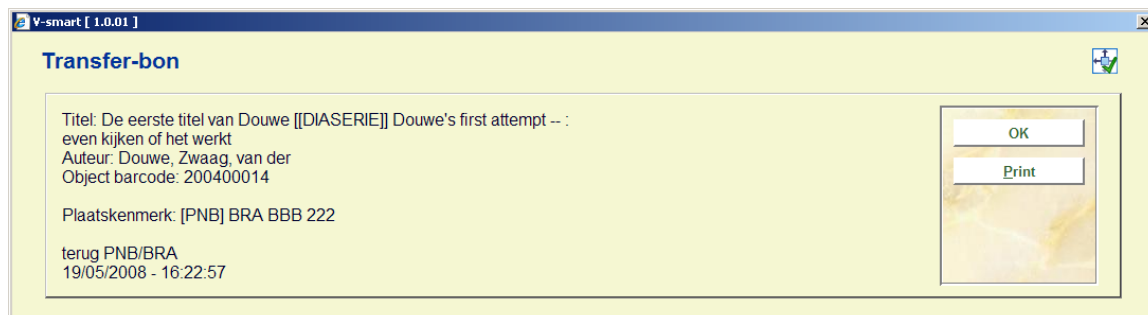 V-smart [ 1.0.01 ]
Transfer-bon
Titel: De eerste titel van Douwe [[DIASERIE]] Douwe's first attempt -- :
even kijken of het werkt
Auteur: Douwe, Zwaag, van der
Object barcode: 200400014
Plaatskenmerk: [PNB] BRA BBB 222
terug PNB/BRA
19/05/2008 - 16:22:57
OK
Print